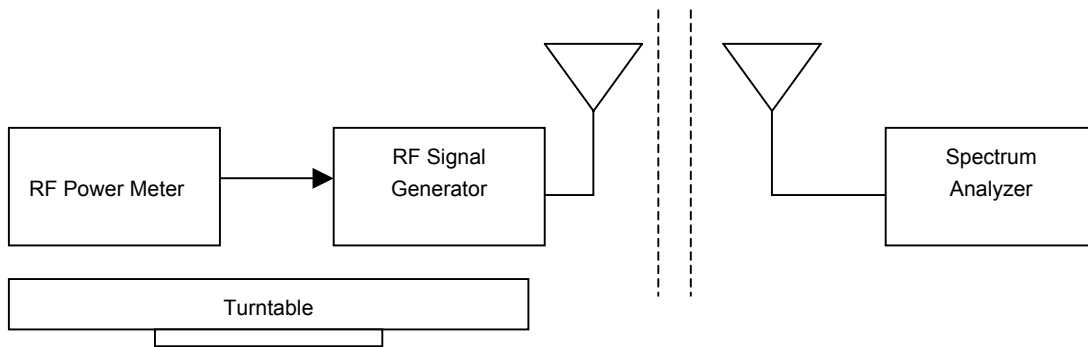 RF Power Meter
RF Signal
Generator
Spectrum
Analyzer
Turntable